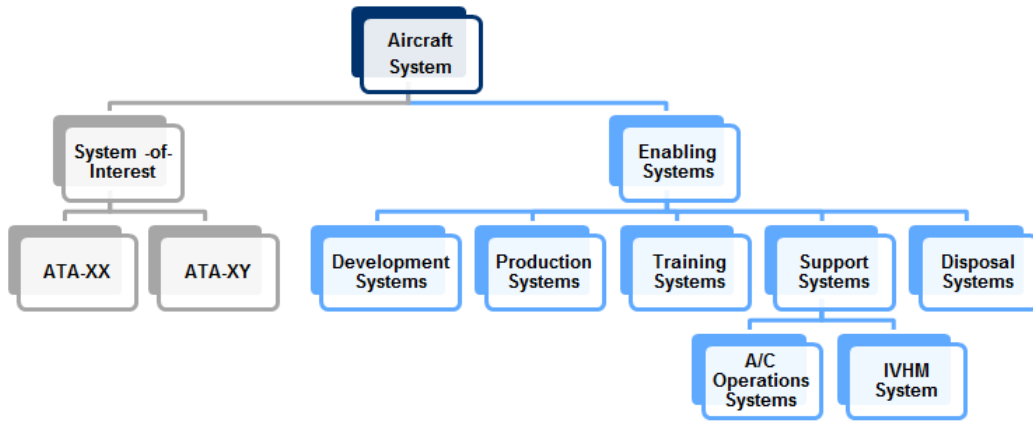 Aircraft
System
System -of-
Interest
Enabling
Systems
ATA-XX
ATA-XY
Development
Systems
Production
Systems
Training
Systems
Support
Systems
Disposal
Systems
A/C
Operations
Systems
IVHM
System